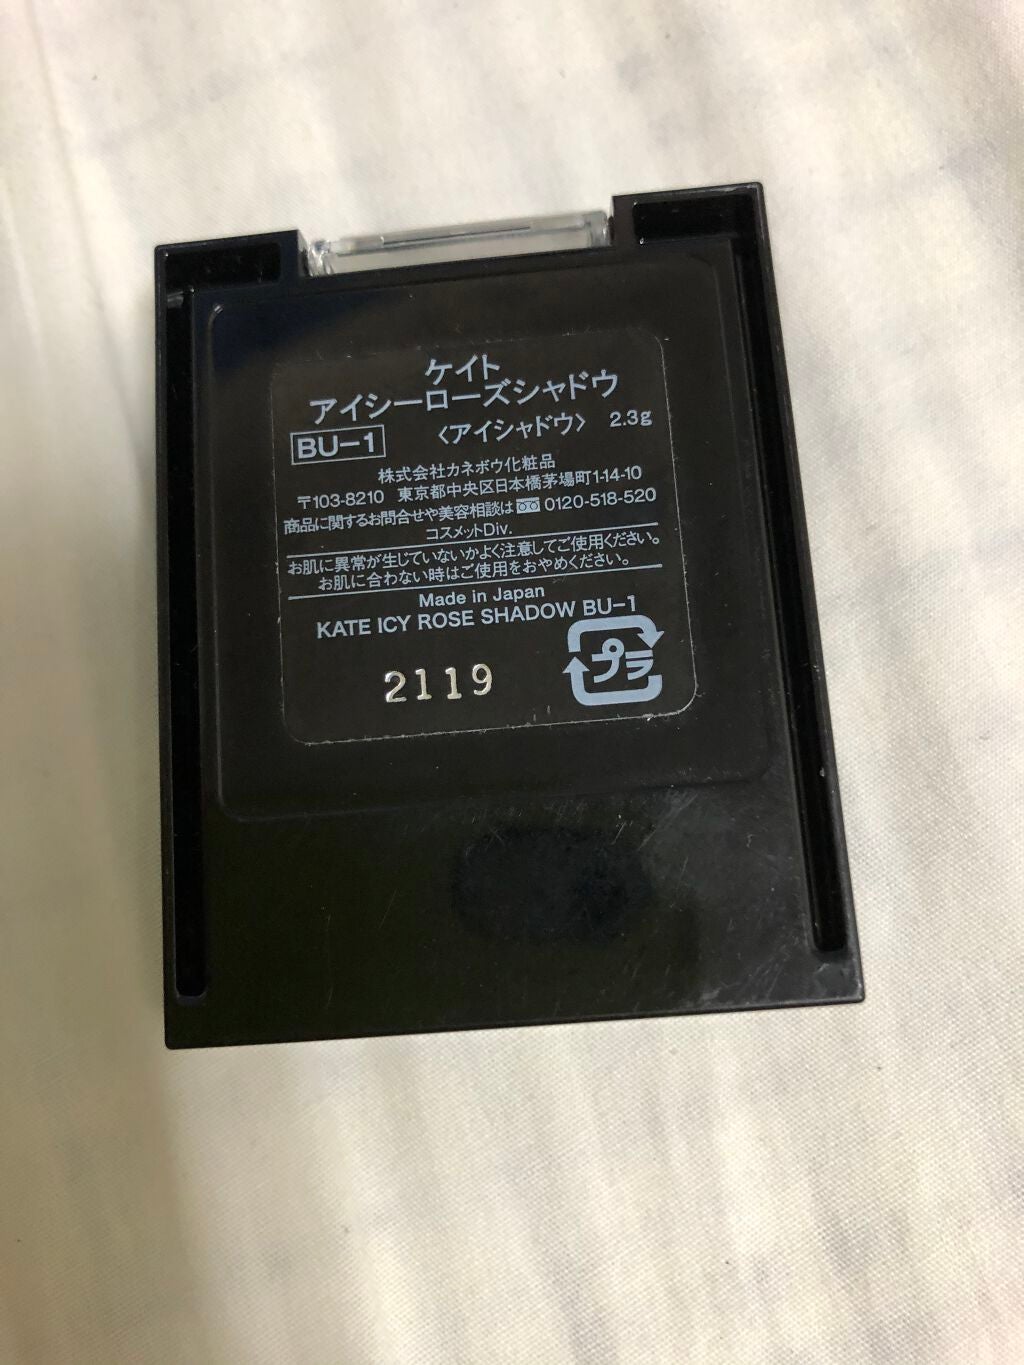 ケイト
アイシーローズシャドウ
BU-1 〈アイシャドウ〉 2.3g
株式会社カネボウ化粧品
〒103-8210 東京都中央区日本橋茅場町1-14-10
商品に関するお問合せや美容相談は 0120-518-520
コスメットDiv.
お肌に異常が生じていないかよく注意してご使用ください。
お肌に合わない時はご使用をおやめください。
Made in Japan
KATE ICY ROSE SHADOW BU-1
プラ
2119